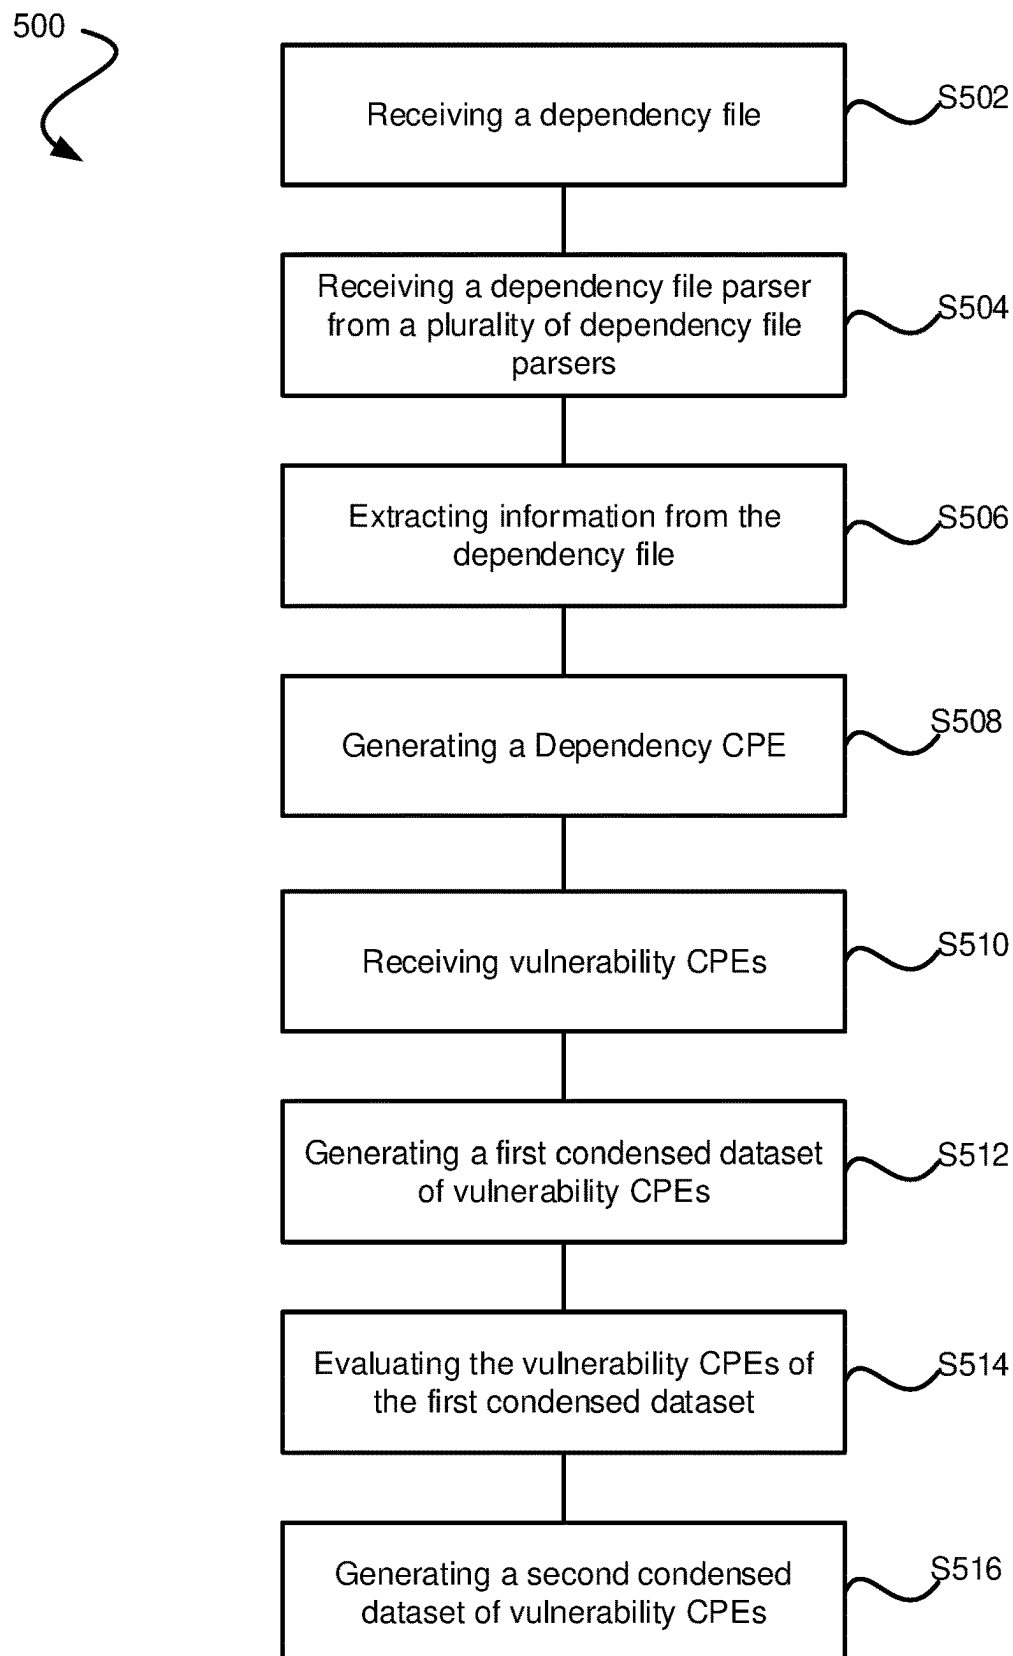 500
Receiving a dependency file
S502
Receiving a dependency file parser
from a plurality of dependency file
parsers
S504
Extracting information from the
dependency file
S506
Generating a Dependency CPE
S508
Receiving vulnerability CPEs
S510
Generating a first condensed dataset
of vulnerability CPEs
S512
Evaluating the vulnerability CPEs of
the first condensed dataset
S514
Generating a second condensed
dataset of vulnerability CPEs
S516